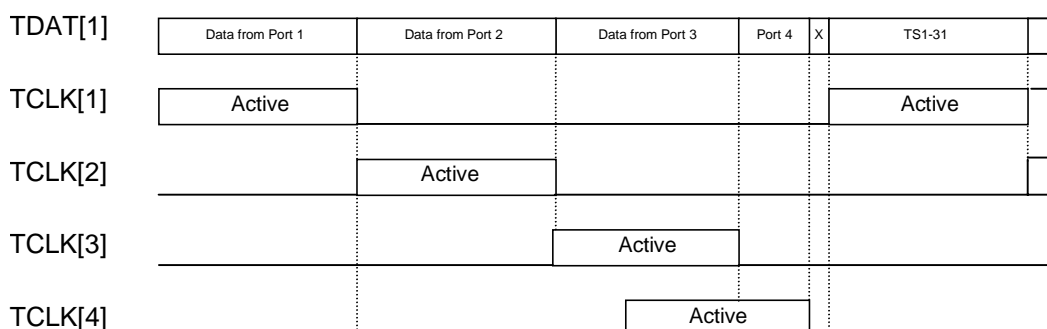 TDAT[1] Data from Port 1 Data from Port 2 Data from Port 3 Port 4 X TS1-31
TCLK[1] Active Active
TCLK[2] Active
TCLK[3] Active
TCLK[4] Active